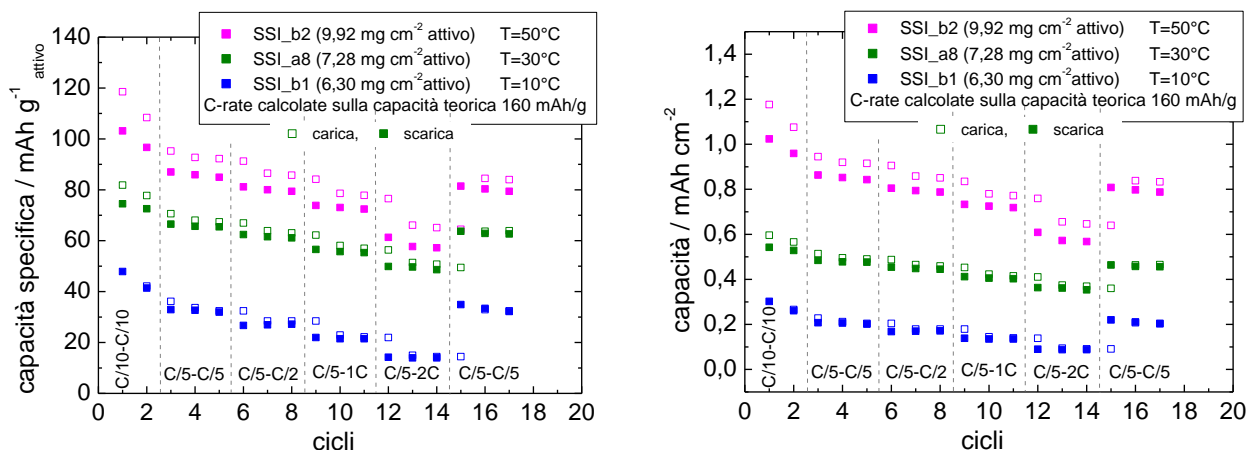 SSI_b2 (9,92 mg cm-2 attivo) T=50°C
SSI_a8 (7,28 mg cm-2attivo) T=30°C
SSI_b1 (6,30 mg cm-2attivo) T=10°C
C-rate calcolate sulla capacità teorica 160 mAh/g
carica, scarica
capacità specifica / mAh g-1 attivo
140
120
100
80
60
40
20
0
C/10-C/10
C/5-C/5
C/5-C/2
C/5-1C
C/5-2C
C/5-C/5
0 2 4 6 8 10 12 14 16 18 20
cicli
SSI_b2 (9,92 mg cm-2 attivo) T=50°C
SSI_a8 (7,28 mg cm-2attivo) T=30°C
SSI_b1 (6,30 mg cm-2attivo) T=10°C
C-rate calcolate sulla capacità teorica 160 mAh/g
carica, scarica
capacità / mAh cm-2
1,4
1,2
1,0
0,8
0,6
0,4
0,2
0,0
C/10-C/10
C/5-C/5
C/5-C/2
C/5-1C
C/5-2C
C/5-C/5
0 2 4 6 8 10 12 14 16 18 20
cicli